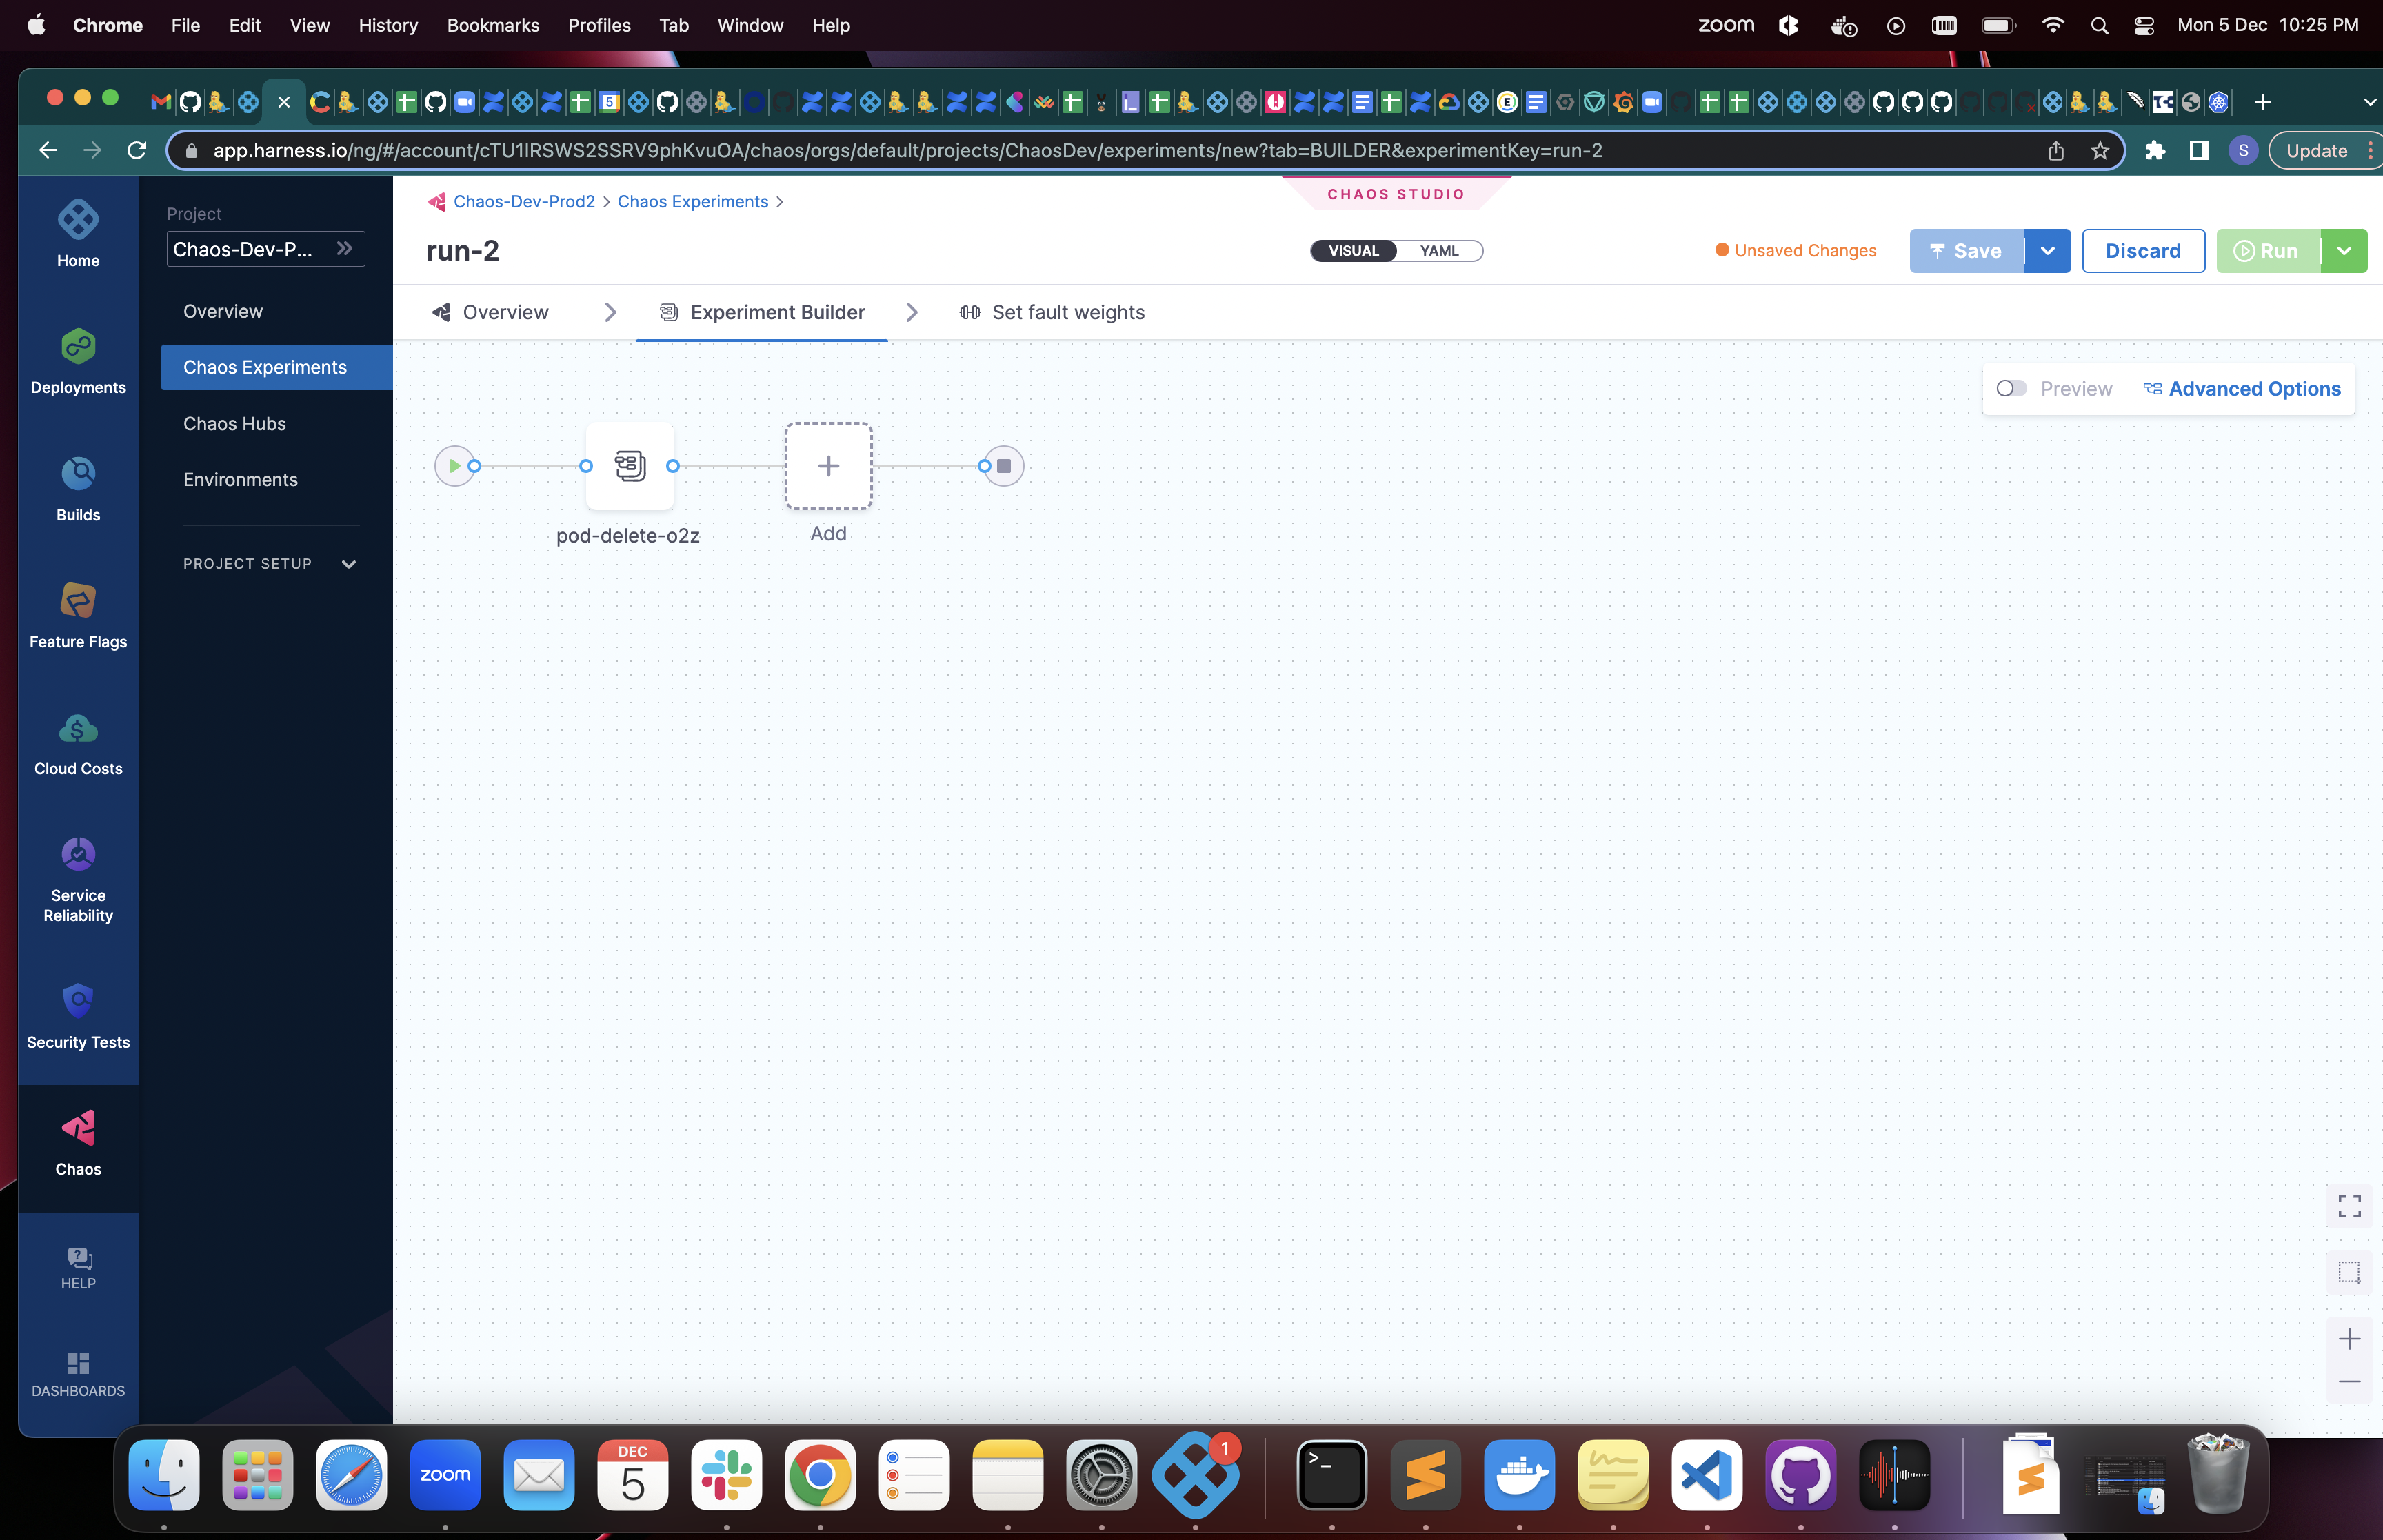 Chrome File Edit View History Bookmarks Profiles Tab Window Help
zoom Mon 5 Dec 10:25 PM
app.harness.io/ng/#/account/cTU1lRSWS2SSRV9phKvuOA/chaos/orgs/default/projects/ChaosDev/experiments/new?tab=BUILDER&experimentKey=run-2
S
Update
Home
Deployments
Builds
Feature Flags
Cloud Costs
Service
Reliability
Security Tests
Chaos
HELP
DASHBOARDS
Project
Chaos-Dev-P...
Overview
Chaos Experiments
Chaos Hubs
Environments
PROJECT SETUP
Chaos-Dev-Prod2 > Chaos Experiments >
CHAOS STUDIO
run-2
VISUAL YAML
Unsaved Changes
Save
Discard
Run
Overview
Experiment Builder
Set fault weights
Preview
Advanced Options
pod-delete-o2z
Add
zoom
DEC
5
1